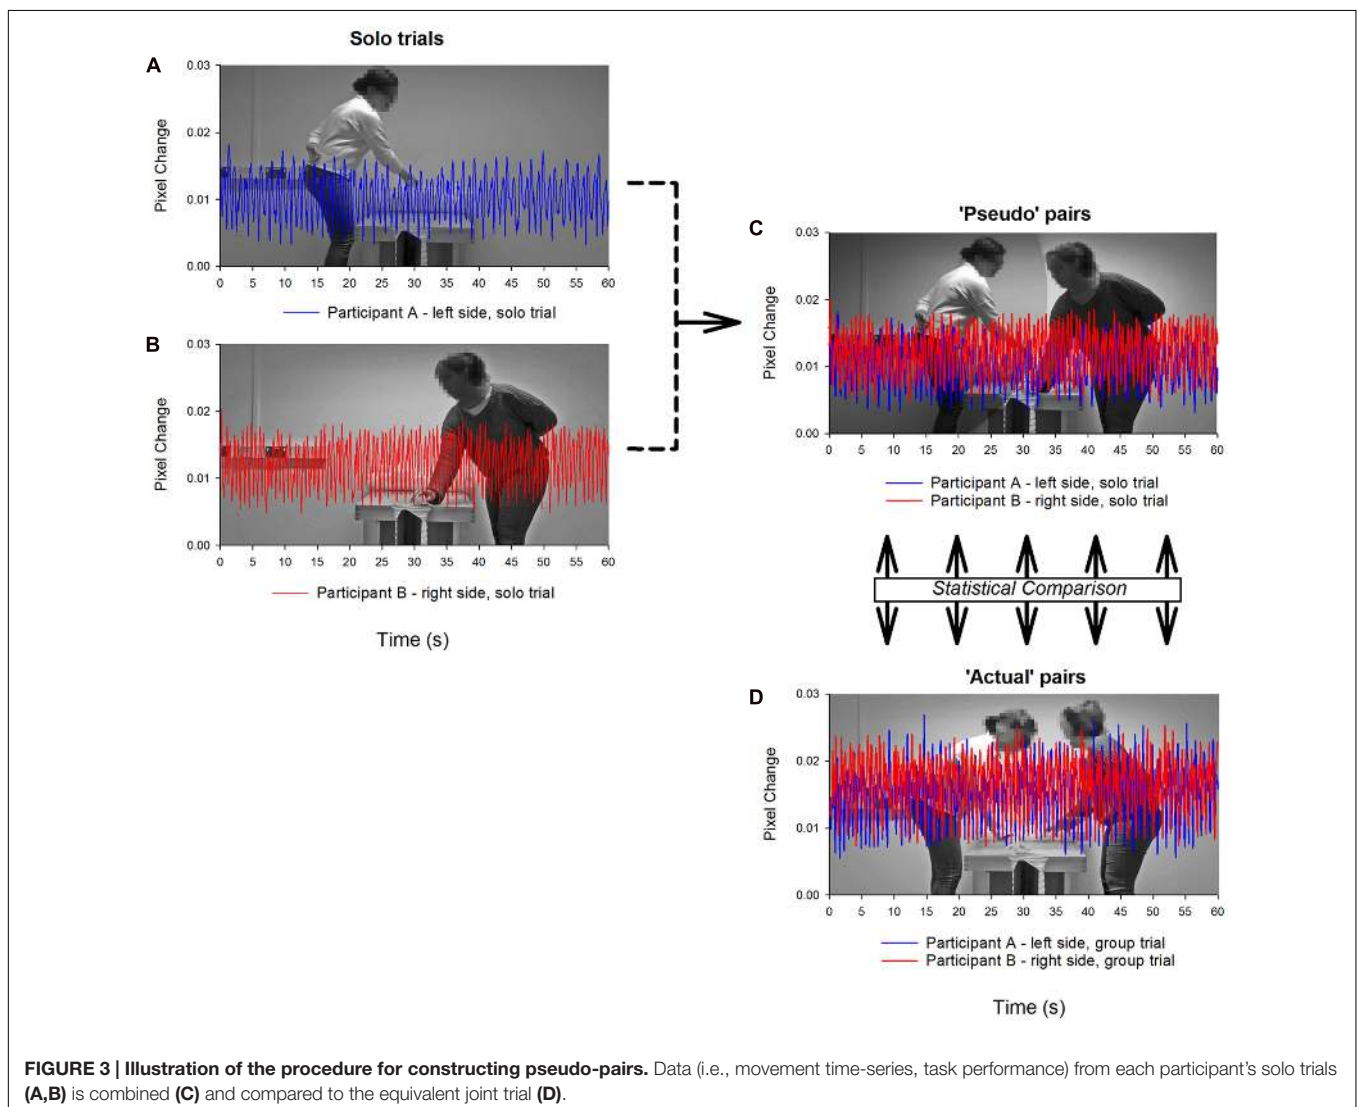 Solo trials
A
Pixel Change
0.03
0.02
0.01
0.00
0 5 10 15 20 25 30 35 40 45 50 55 60
Participant A - left side, solo trial
B
Pixel Change
0.03
0.02
0.01
0.00
0 5 10 15 20 25 30 35 40 45 50 55 60
Participant B - right side, solo trial
Time (s)
'Pseudo' pairs
C
Pixel Change
0.03
0.02
0.01
0.00
0 5 10 15 20 25 30 35 40 45 50 55 60
Participant A - left side, solo trial
Participant B - right side, solo trial
Statistical Comparison
'Actual' pairs
D
Pixel Change
0.03
0.02
0.01
0.00
0 5 10 15 20 25 30 35 40 45 50 55 60
Participant A - left side, group trial
Participant B - right side, group trial
Time (s)
FIGURE 3 | Illustration of the procedure for constructing pseudo-pairs. Data (i.e., movement time-series, task performance) from each participant's solo trials
(A,B) is combined (C) and compared to the equivalent joint trial (D).